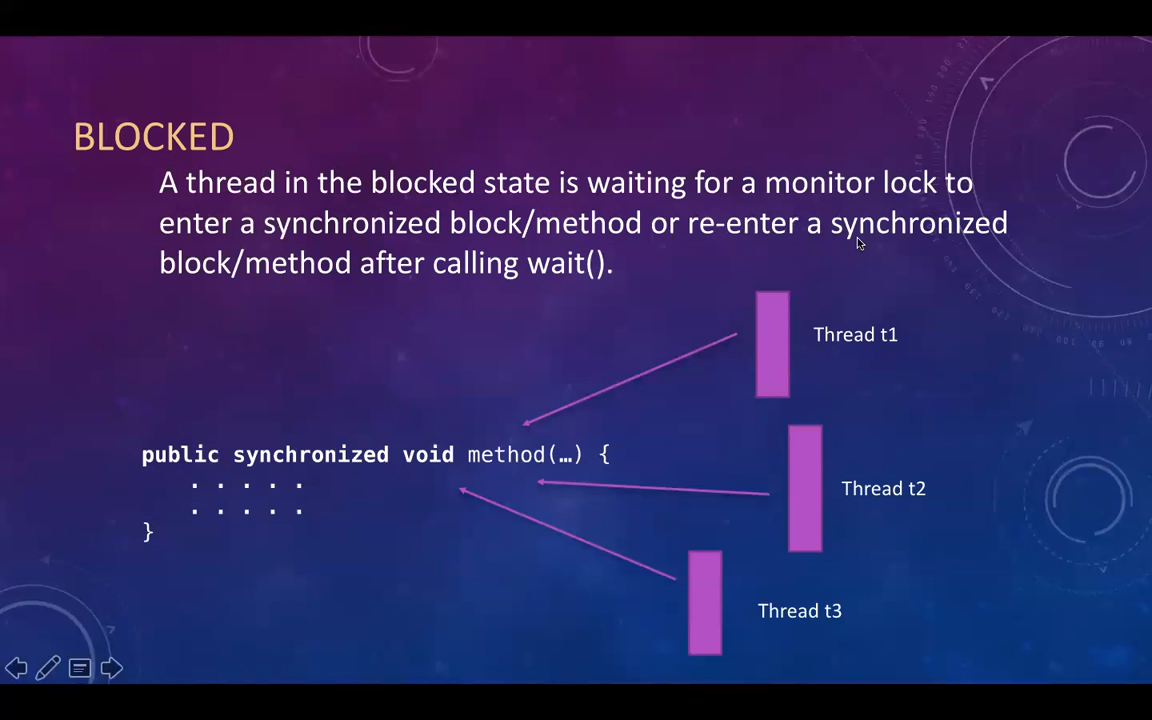 BLOCKED
A thread in the blocked state is waiting for a monitor lock to
enter a synchronized block/method or re-enter a synchronized
block/method after calling wait().
Thread t1
public synchronized void method(…) {
. . . . .
. . . . .
}
Thread t2
Thread t3